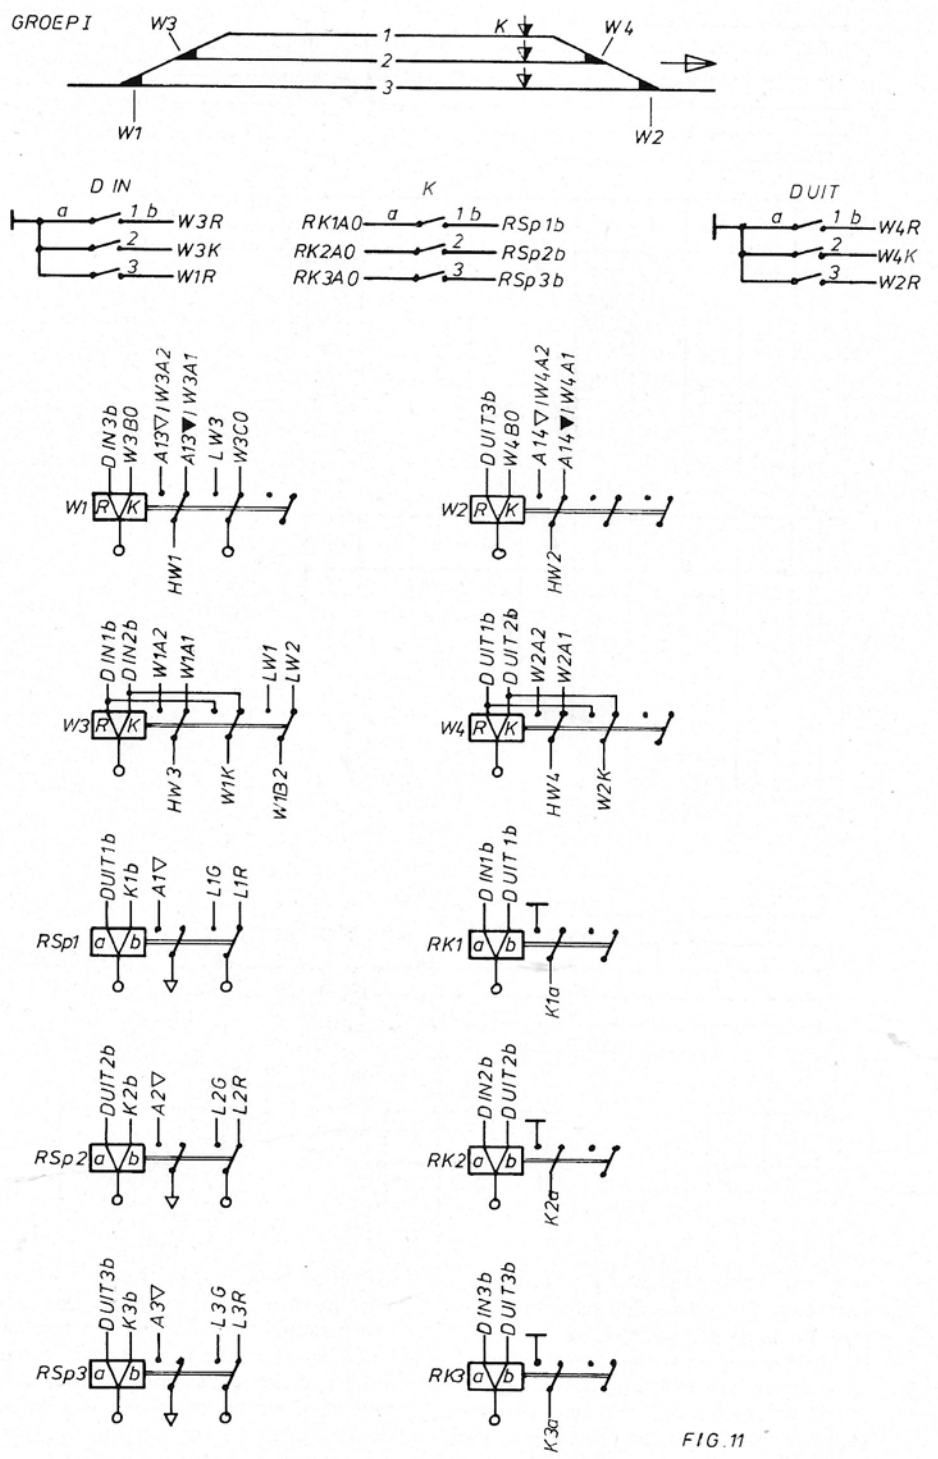 GROEP I
W3
1
K
W4
2
3
W1
W2
D IN
a 1 b W3R
2 W3K
3 W1R
K
RK1A0 a 1 b RSp1b
RK2A0 2 RSp2b
RK3A0 3 RSp3b
D UIT
a 1 b W4R
2 W4K
3 W2R
DIN3b
W3B0
A13▽/W3A2
A13▼/W3A1
LW3
W3C0
W1 R K
HW1
DUIT3b
W4B0
A14▽/W4A2
A14▼/W4A1
W2 R K
HW2
DIN1b
DIN2b
W1A2
W1A1
LW1
LW2
W3 R K
HW3
W1K
W1B2
DUIT1b
DUIT2b
W2A2
W2A1
W4 R K
HW4
W2K
DUIT1b
K1b
A1▽
L1G
L1R
RSp1 a b
DIN1b
DUIT1b
RK1 a b
K1a
DUIT2b
K2b
A2▽
L2G
L2R
RSp2 a b
DIN2b
DUIT2b
RK2 a b
K2a
DUIT3b
K3b
A3▽
L3G
L3R
RSp3 a b
DIN3b
DUIT3b
RK3 a b
K3a
FIG.11